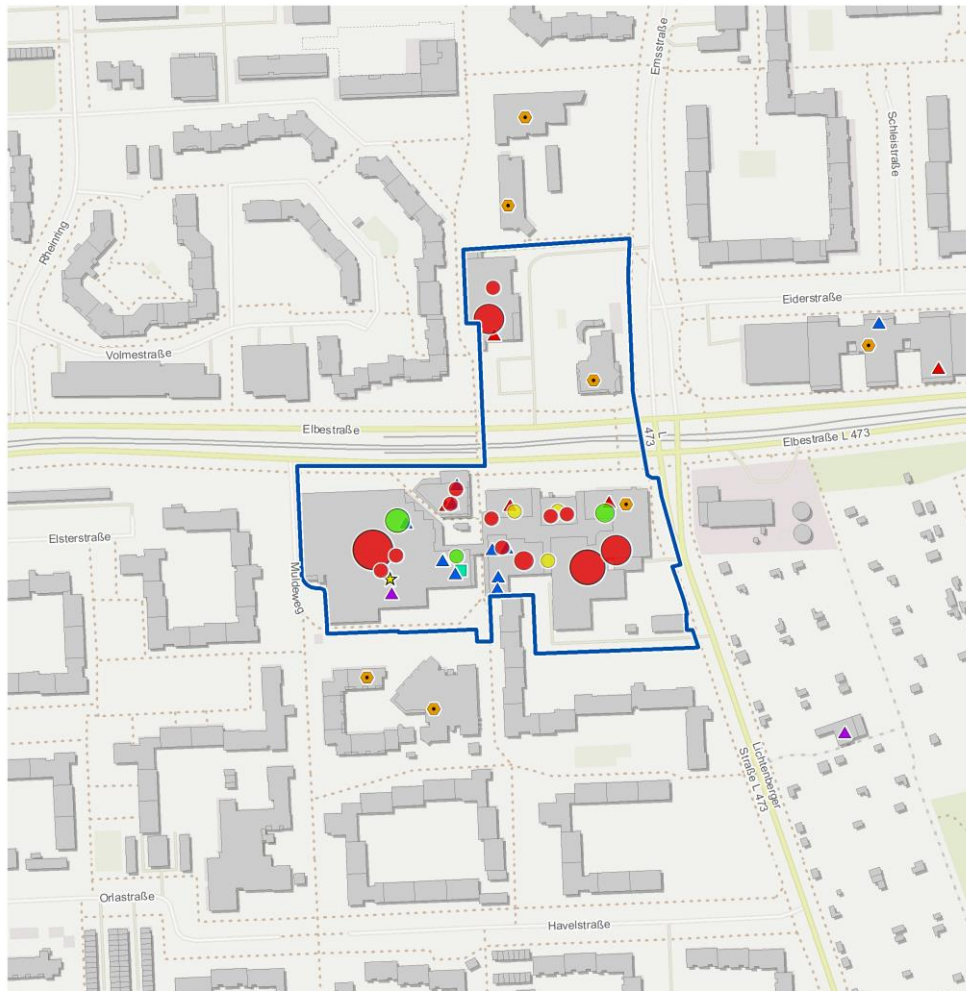 Emsstraße
Schleistraße
Rheinring
Eiderstraße
Volmestraße
Elbestraße
L 473
Elbestraße L 473
Elsterstraße
Muldeweg
Lichtenberger
Straße L 473
Orlastraße
Havelstraße